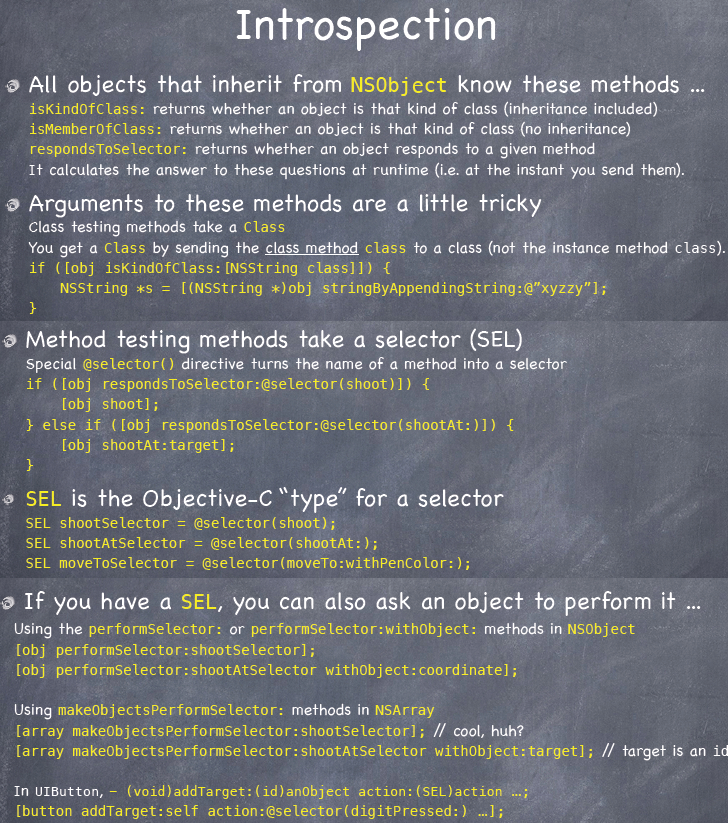 Introspection
All objects that inherit from NSObject know these methods ...
isKindOfClass: returns whether an object is that kind of class (inheritance included)
isMemberOfClass: returns whether an object is that kind of class (no inheritance)
respondsToSelector: returns whether an object responds to a given method
It calculates the answer to these questions at runtime (i.e. at the instant you send them).
Arguments to these methods are a little tricky
Class testing methods take a Class
You get a Class by sending the class method class to a class (not the instance method class).
if ([obj isKindOfClass:[NSString class]]) {
NSString *s = [(NSString *)obj stringByAppendingString:@”xyzzy”];
}
Method testing methods take a selector (SEL)
Special @selector() directive turns the name of a method into a selector
if ([obj respondsToSelector:@selector(shoot)]) {
[obj shoot];
} else if ([obj respondsToSelector:@selector(shootAt:)]) {
[obj shootAt:target];
}
SEL is the Objective-C “type” for a selector
SEL shootSelector = @selector(shoot);
SEL shootAtSelector = @selector(shootAt:);
SEL moveToSelector = @selector(moveTo:withPenColor:);
If you have a SEL, you can also ask an object to perform it ...
Using the performSelector: or performSelector:withObject: methods in NSObject
[obj performSelector:shootSelector];
[obj performSelector:shootAtSelector withObject:coordinate];
Using makeObjectsPerformSelector: methods in NSArray
[array makeObjectsPerformSelector:shootSelector]; // cool, huh?
[array makeObjectsPerformSelector:shootAtSelector withObject:target]; // target is an id
In UIButton, – (void)addTarget:(id)anObject action:(SEL)action …;
[button addTarget:self action:@selector(digitPressed:) …];